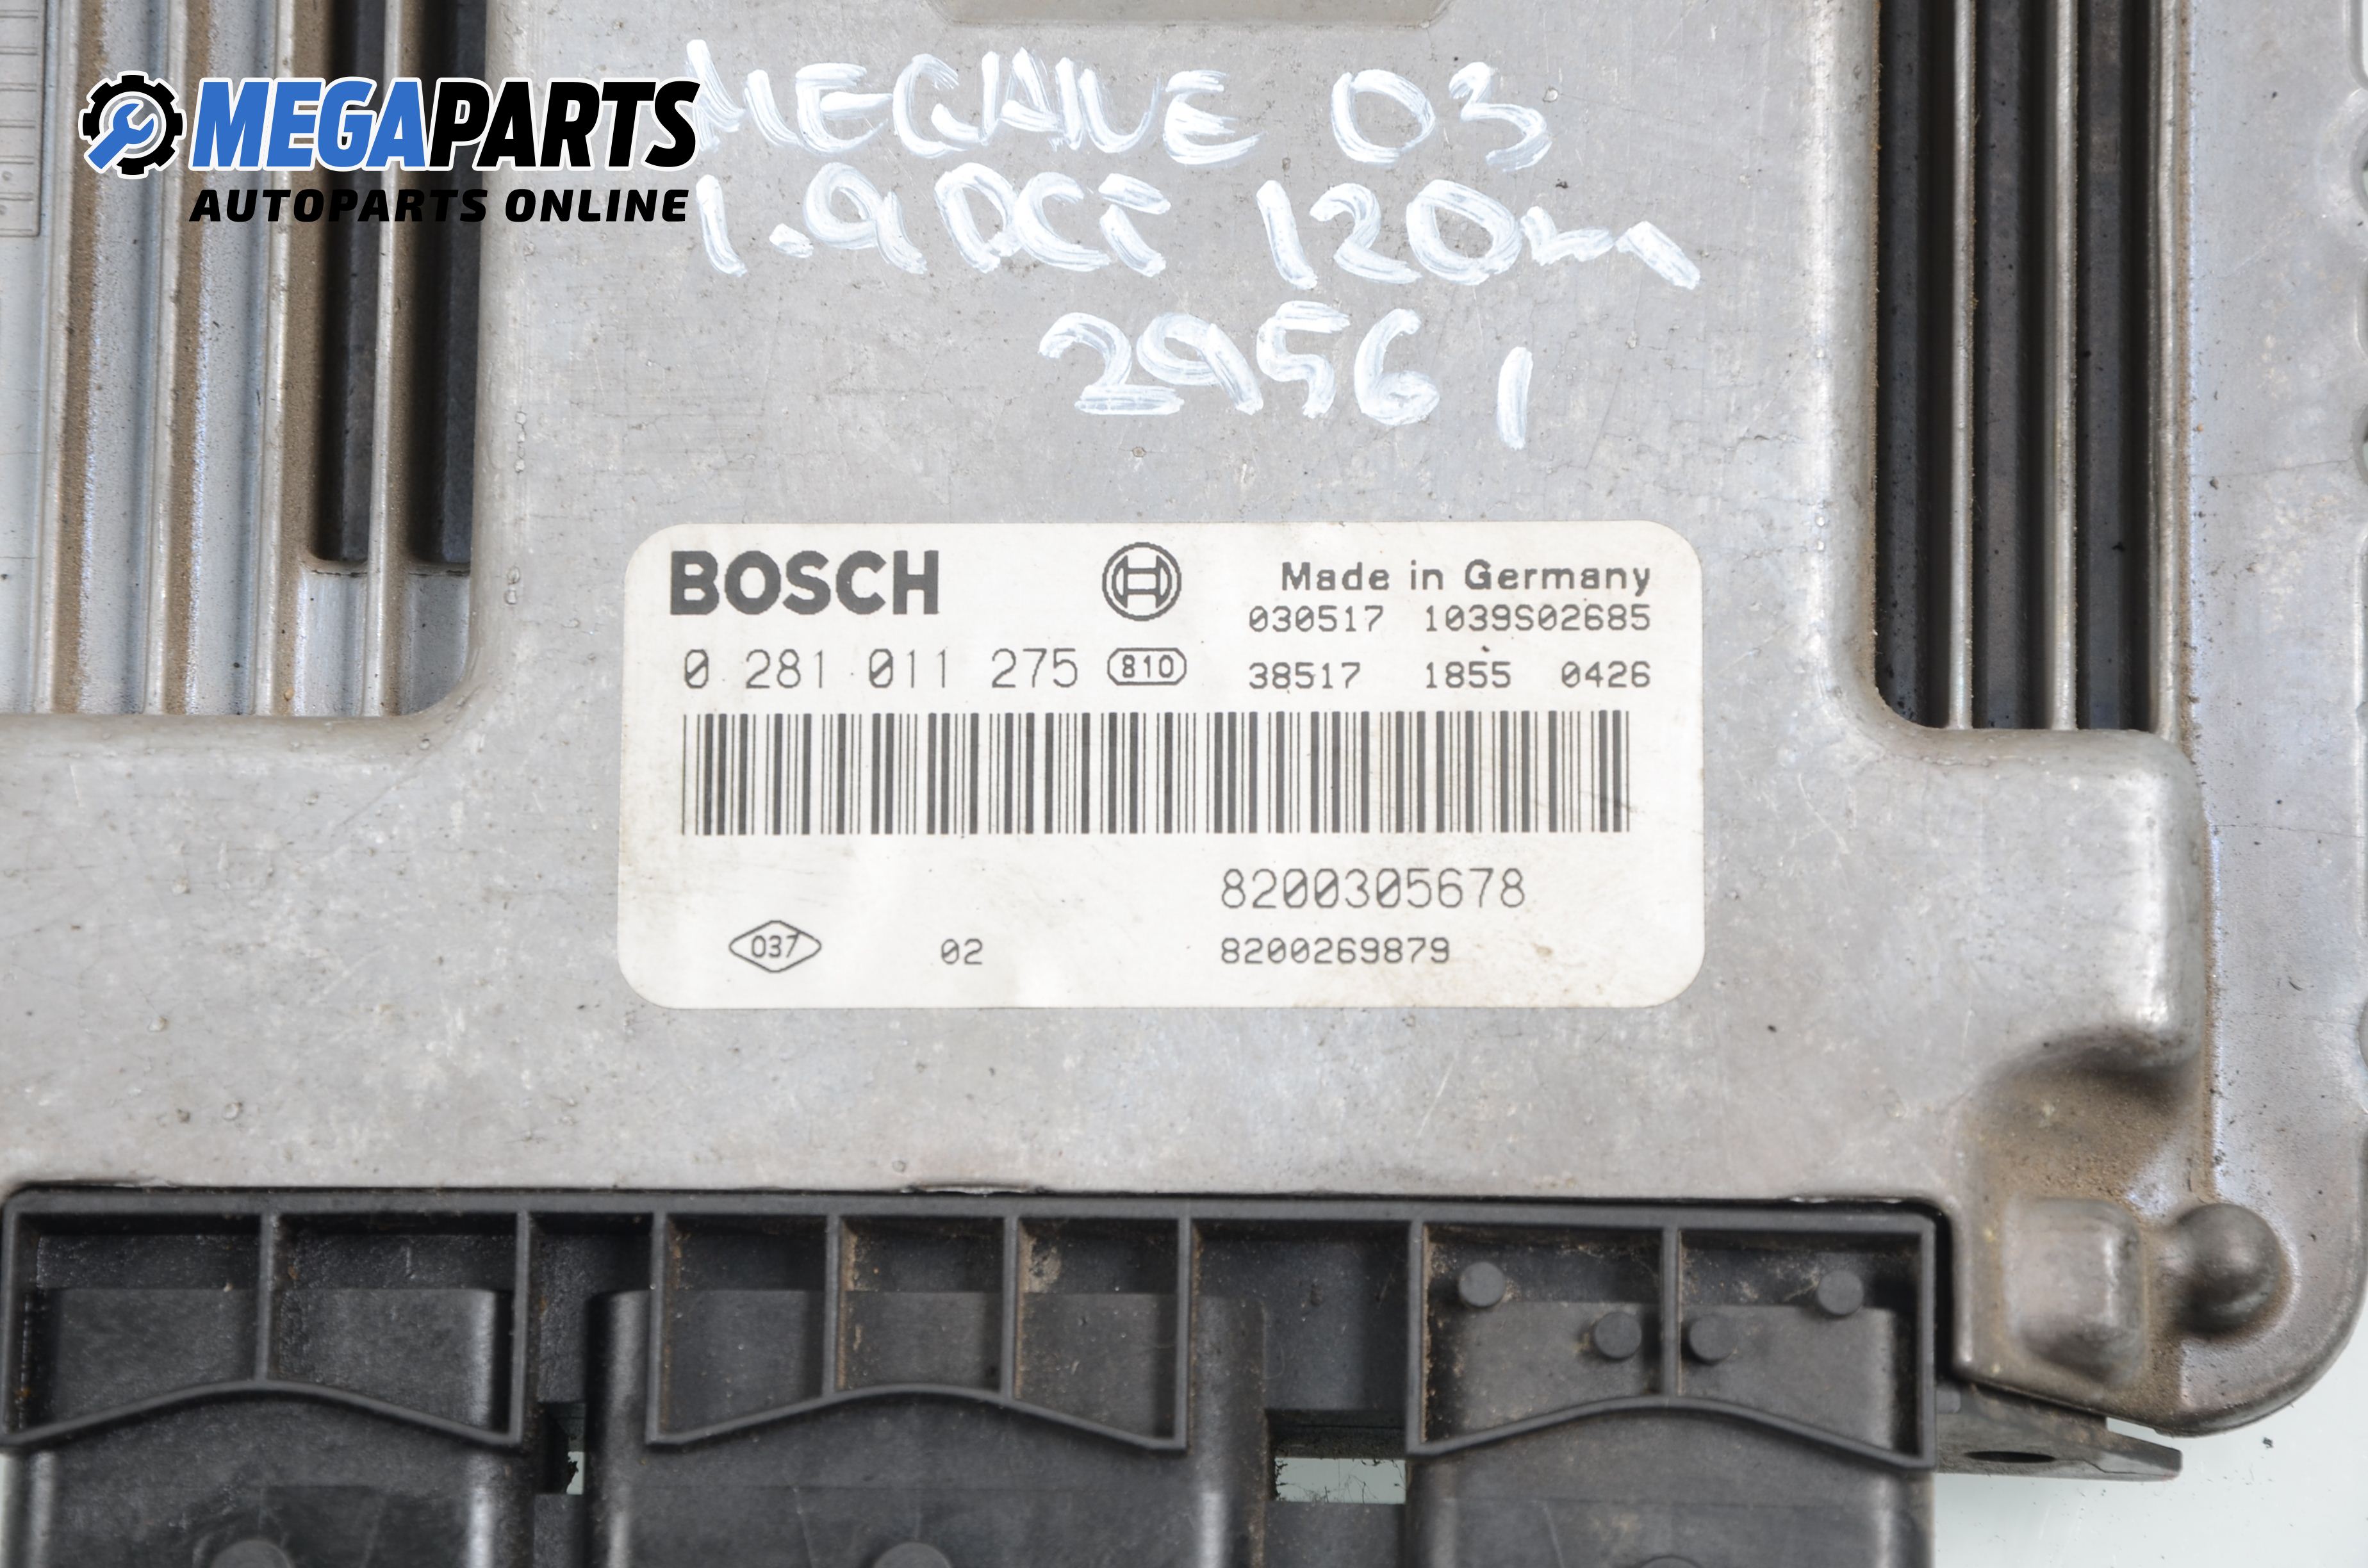 MEGAPARTS
AUTOPARTS ONLINE
MEGANE 03
1.9DCi 120
29561
BOSCH
Made in Germany
030517 1039S02685
0 281 011 275 810
38517 1855 0426
8200305678
037 02 8200269879